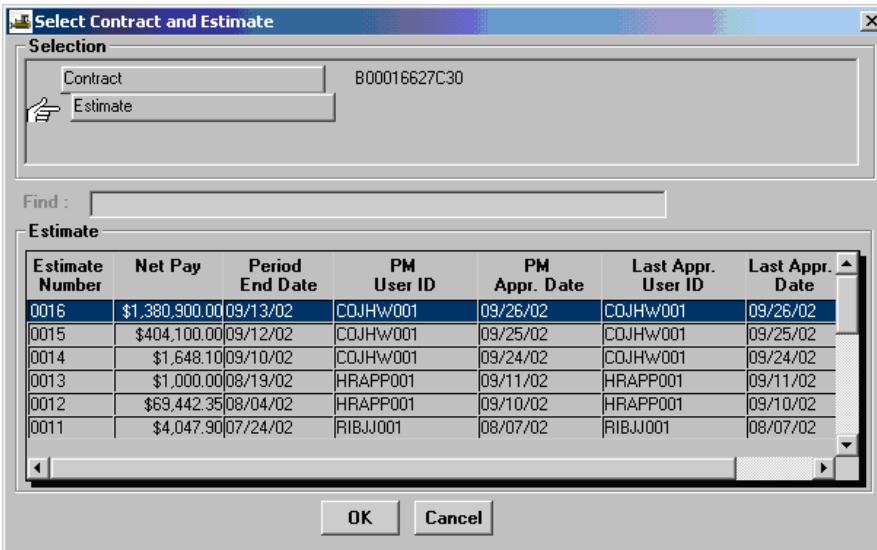 Select Contract and Estimate
Selection
Contract B00016627C30
Estimate
Find :
Estimate
Estimate Number Net Pay Period End Date PM User ID PM Appr. Date Last Appr. User ID Last Appr. Date
0016 $1,380,900.00 09/13/02 COJHW001 09/26/02 COJHW001 09/26/02
0015 $404,100.00 09/12/02 COJHW001 09/25/02 COJHW001 09/25/02
0014 $1,648.10 09/10/02 COJHW001 09/24/02 COJHW001 09/24/02
0013 $1,000.00 08/19/02 HRAPP001 09/11/02 HRAPP001 09/11/02
0012 $69,442.35 08/04/02 HRAPP001 09/10/02 HRAPP001 09/10/02
0011 $4,047.90 07/24/02 RIBJJ001 08/07/02 RIBJJ001 08/07/02
OK Cancel